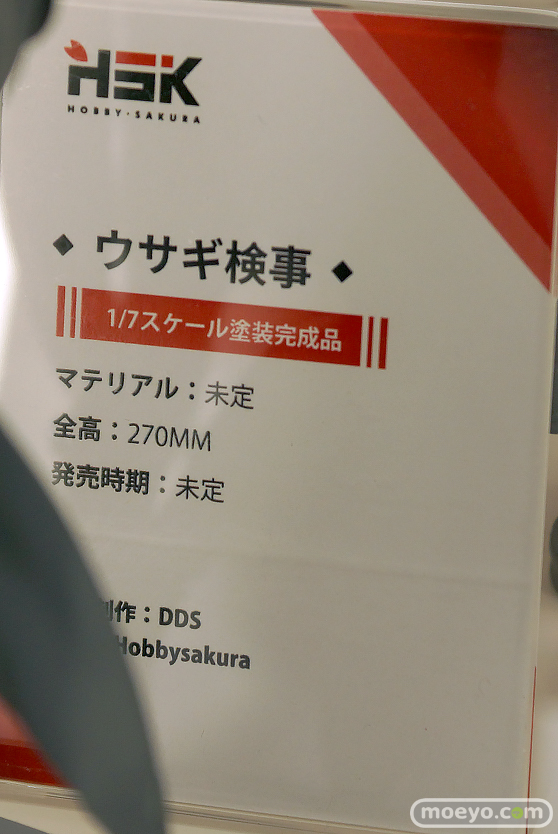 HSK
HOBBY・SAKURA
◆ ウサギ検事 ◆
1/7スケール塗装完成品
マテリアル：未定
全高：270MM
発売時期：未定
制作：DDS
Hobbysakura
moeyo.com